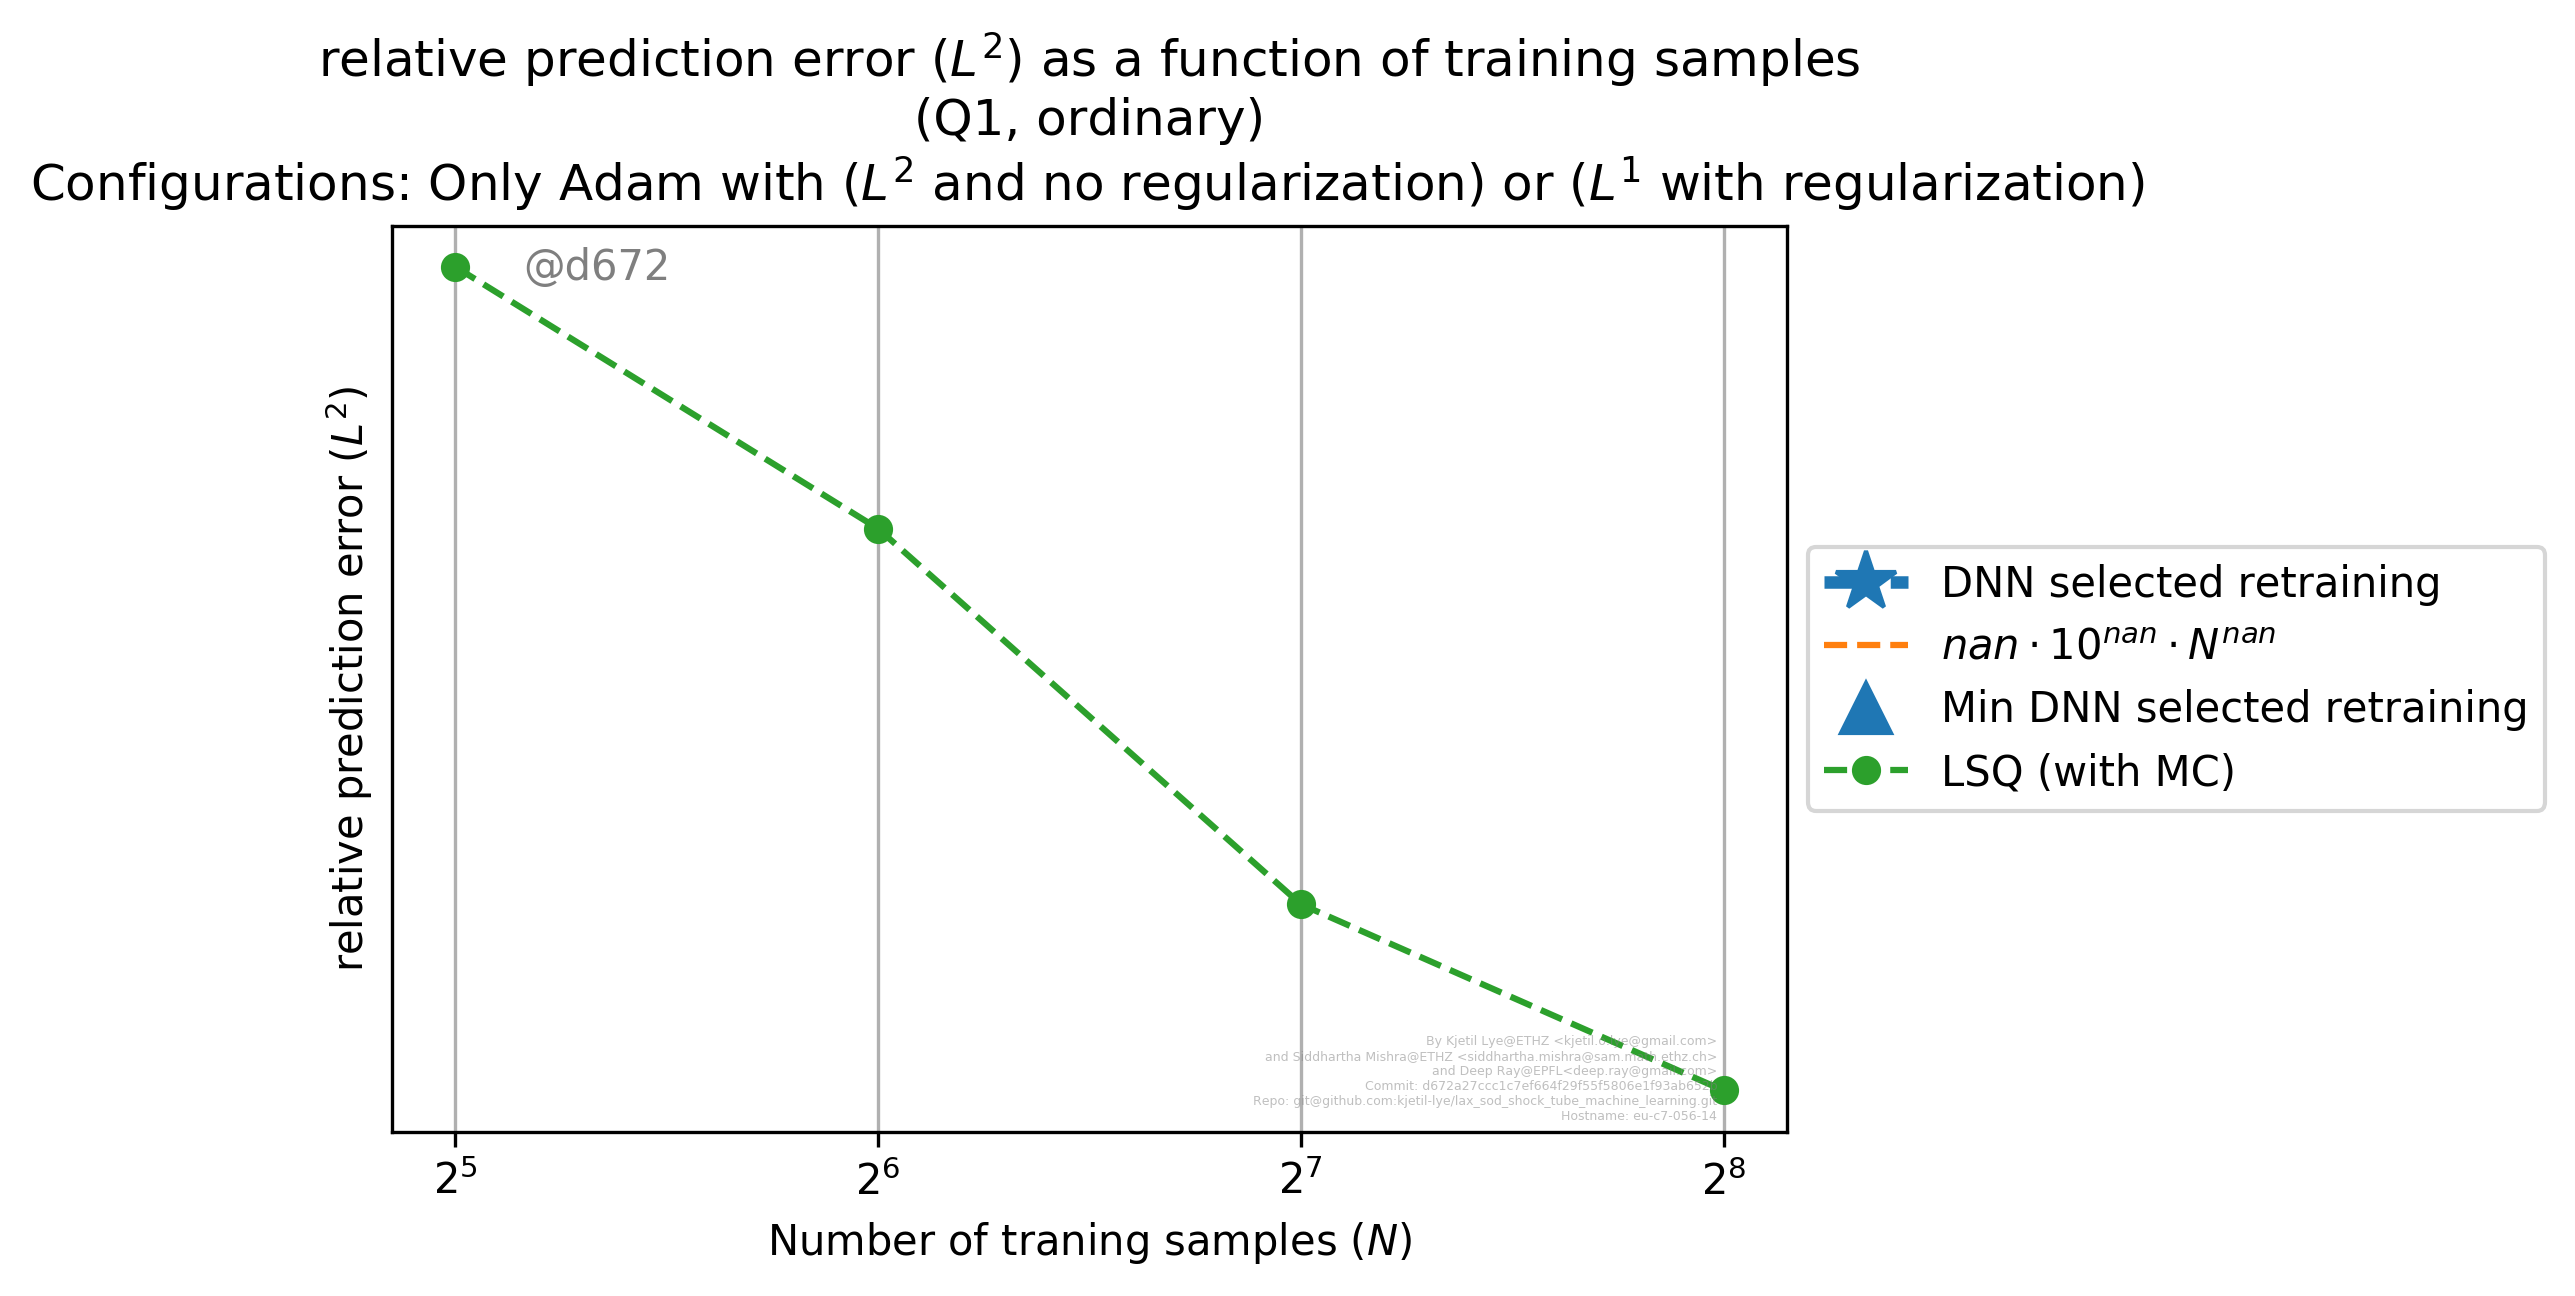 relative prediction error (L²) as a function of training samples
(Q1, ordinary)
Configurations: Only Adam with (L² and no regularization) or (L¹ with regularization)
@d672
relative prediction error (L²)
DNN selected retraining
nan · 10ⁿᵃⁿ · Nⁿᵃⁿ
Min DNN selected retraining
LSQ (with MC)
By Kjetil Lye@ETHZ <kjetil.o.lye@gmail.com>
and Siddhartha Mishra@ETHZ <siddhartha.mishra@sam.math.ethz.ch>
and Deep Ray@EPFL<deep.ray@gmail.com>
Commit:
Repo: git@github.com:kjetil-lye/lax_sod_shock_tube_machine_learning.git
Hostname: eu-c7-056-14
2⁵ 2⁶ 2⁷ 2⁸
Number of traning samples (N)